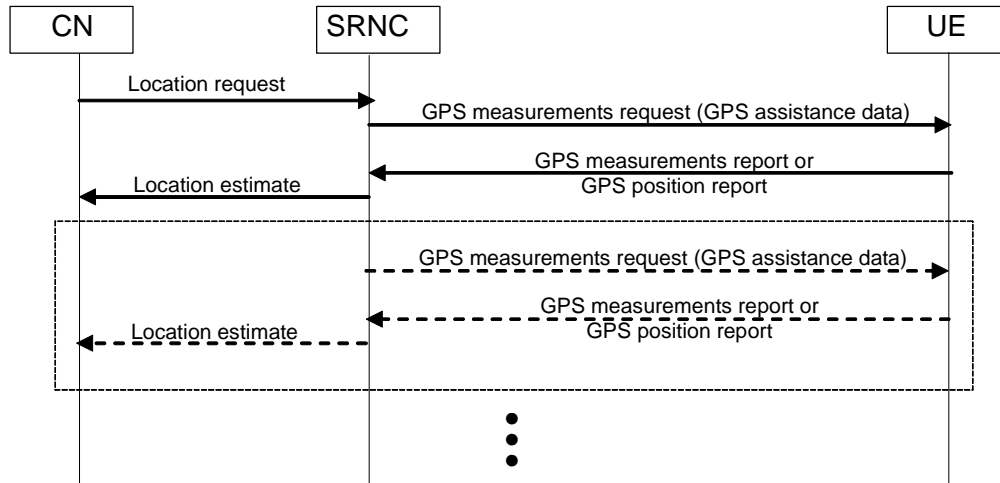 CN
SRNC
UE
Location request
GPS measurements request (GPS assistance data)
GPS measurements report or
GPS position report
Location estimate
GPS measurements request (GPS assistance data)
GPS measurements report or
GPS position report
Location estimate